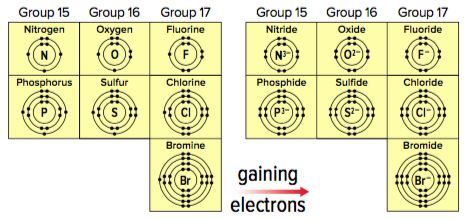 Group 15 Group 16 Group 17
Nitrogen Oxygen Fluorine
N O F
Phosphorus Sulfur Chlorine
P S Cl
Bromine
Br
gaining
electrons
Group 15 Group 16 Group 17
Nitride Oxide Fluoride
N³⁻ O²⁻ F⁻
Phosphide Sulfide Chloride
P³⁻ S²⁻ Cl⁻
Bromide
Br⁻